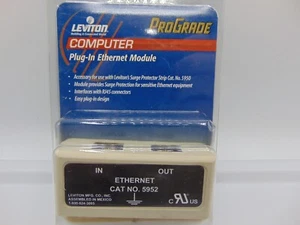 LEVITON
PROGRADE
COMPUTER
Plug-In Ethernet Module
• Accessory for use with Leviton's Surge Protector Strip Cat. No. 5950
• Module provides Surge Protection for sensitive Ethernet equipment
• Interfaces with RJ45 connectors
• Easy plug-in design
IN OUT
ETHERNET
CAT NO. 5952
LEVITON MFG. CO., INC.
ASSEMBLED IN MEXICO
C US